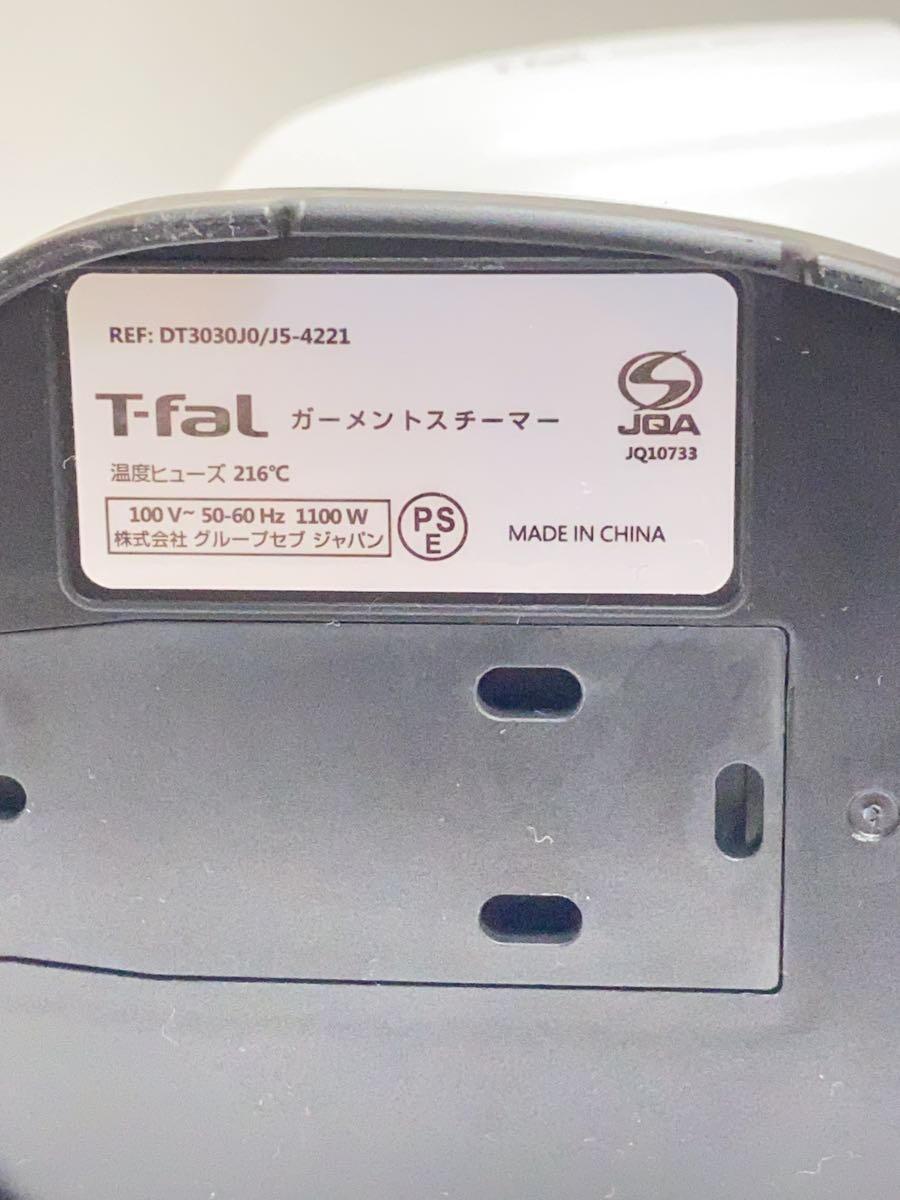 REF: DT3030J0/J5-4221
T-fal ガーメントスチーマー
JQA
JQ10733
温度ヒューズ 216℃
100 V~ 50-60 Hz 1100 W
株式会社 グループセブ ジャパン
PS
E
MADE IN CHINA